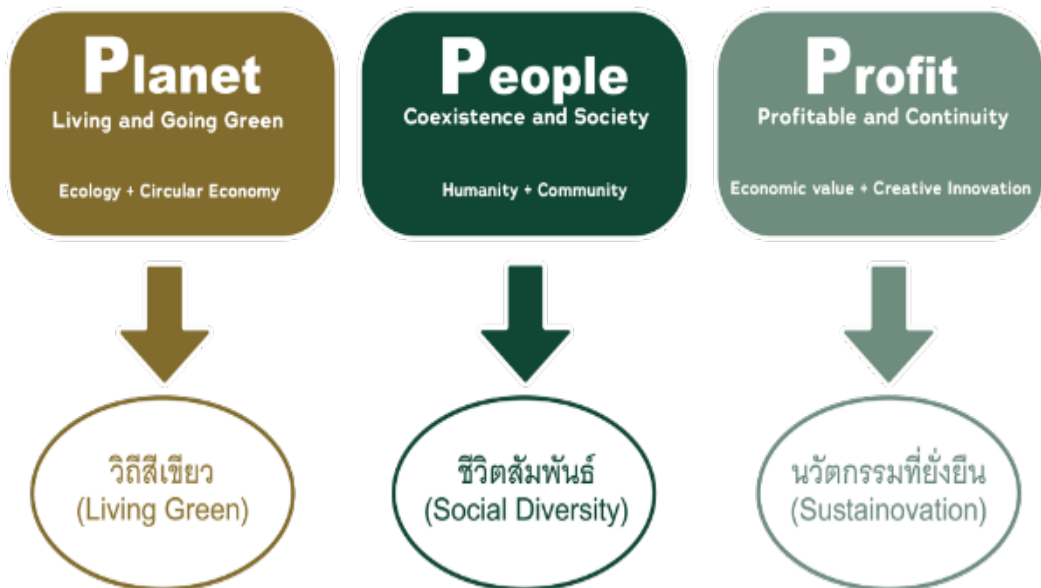 Planet
Living and Going Green
Ecology + Circular Economy
People
Coexistence and Society
Humanity + Community
Profit
Profitable and Continuity
Economic value + Creative Innovation
วิถีสีเขียว
(Living Green)
ชีวิตสัมพันธ์
(Social Diversity)
นวัตกรรมที่ยั่งยืน
(Sustainovation)